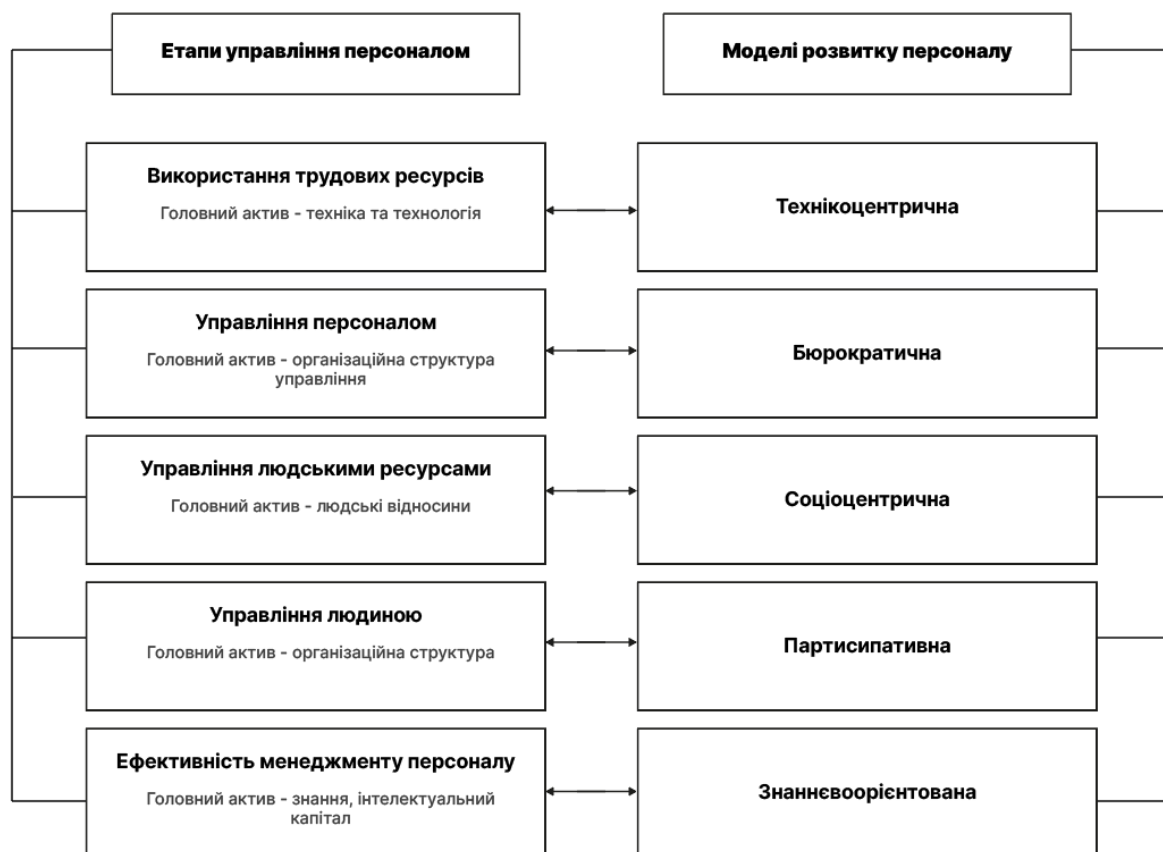 Етапи управління персоналом
Моделі розвитку персоналу
Використання трудових ресурсів
Головний актив - техніка та технологія
Технікоцентрична
Управління персоналом
Головний актив - організаційна структура
управління
Бюрократична
Управління людськими ресурсами
Головний актив - людські відносини
Соціоцентрична
Управління людиною
Головний актив - організаційна структура
Партисипативна
Ефективність менеджменту персоналу
Головний актив - знання, інтелектуальний
капітал
Знаннєвоорієнтована